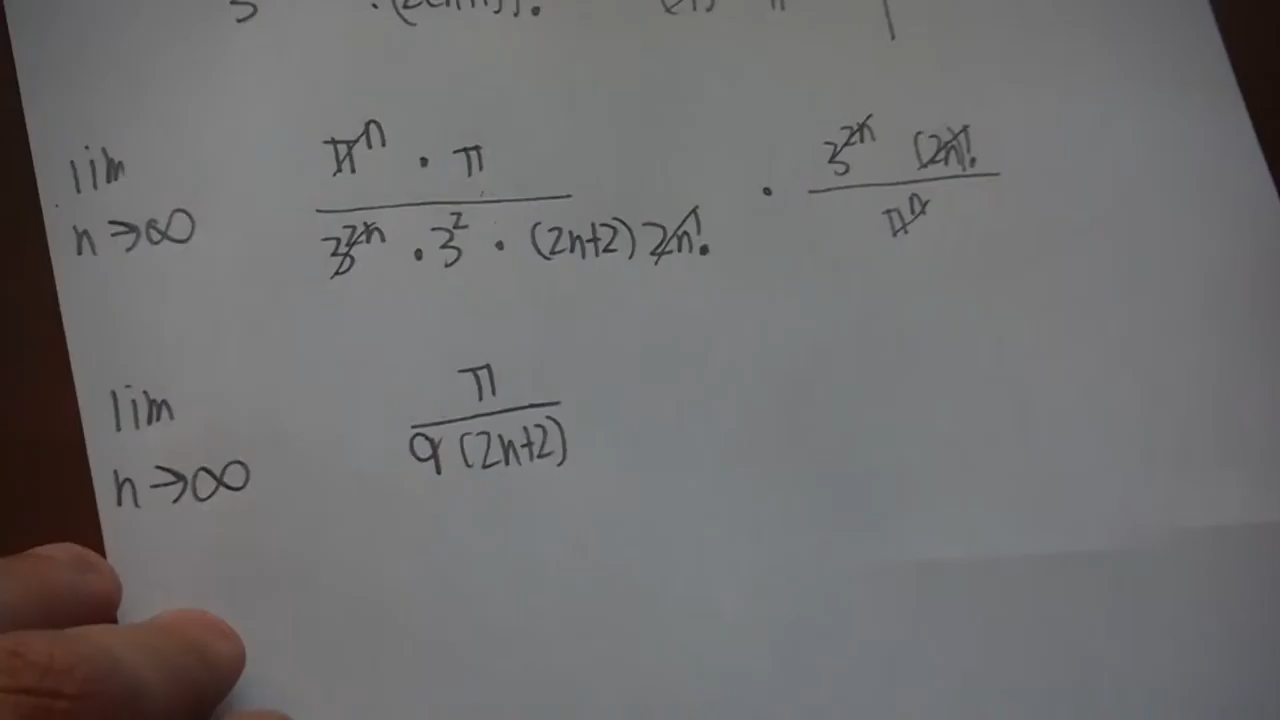 lim n→∞ π^n · π / 3^2n · 3^2 · (2n+2) 2n! · 3^2n (2n)! / π^n
lim n→∞ π / 9 (2n+2)